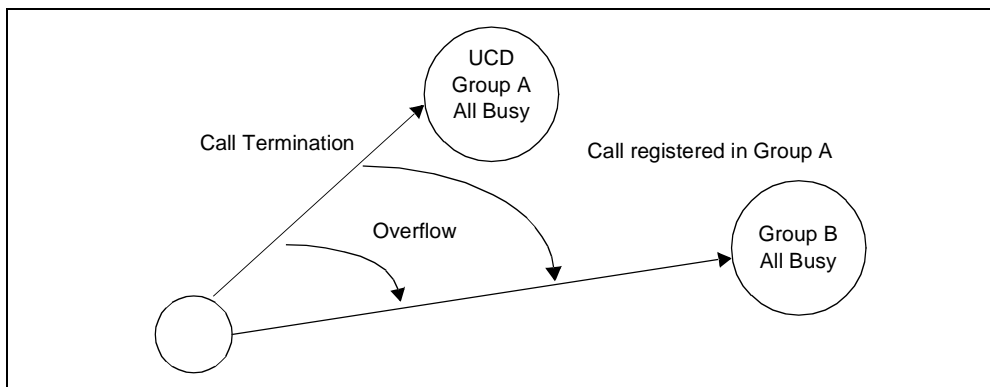 UCD
Group A
All Busy
Call Termination
Call registered in Group A
Overflow
Group B
All Busy